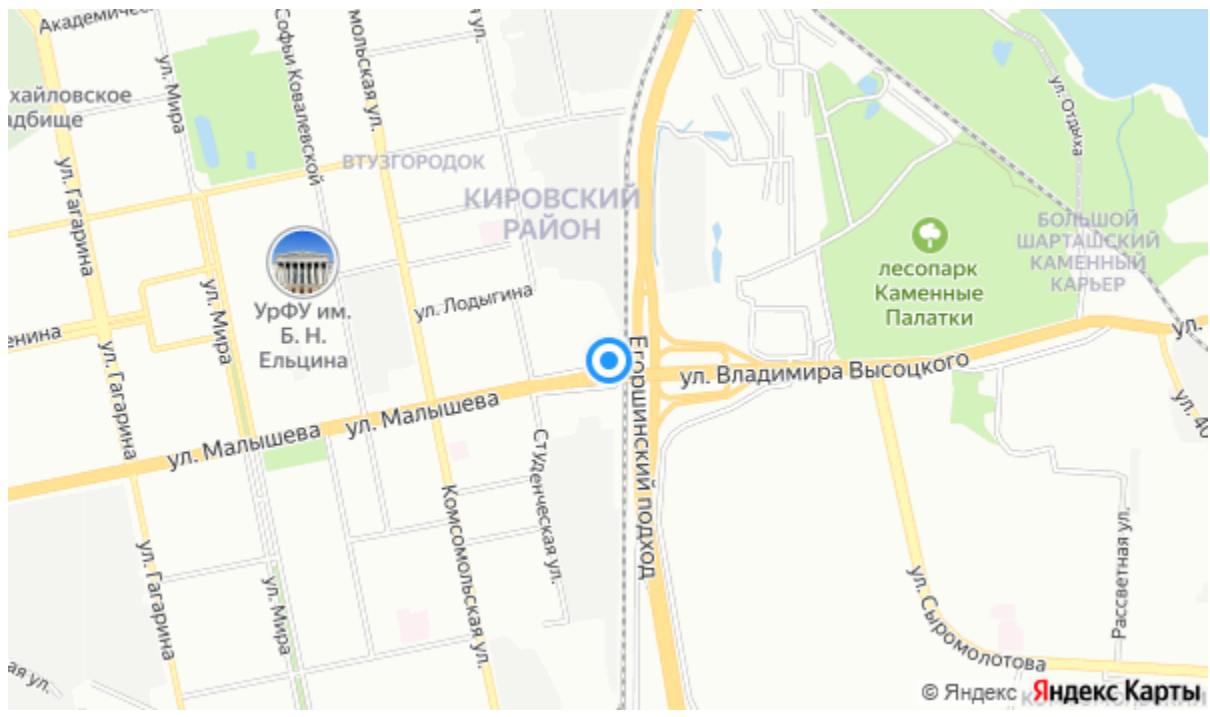 Академичес
ул.
Софьи Ковалевской
мольская ул.
ул. Мира
хайловское
адбище
ул. Отдыха
ВТУЗГОРОДОК
ул. Гагарина
КИРОВСКИЙ
РАЙОН
БОЛЬШОЙ
ШАРТАШСКИЙ
КАМЕННЫЙ
КАРЬЕР
лесопарк
Каменные
Палатки
ул. Мира
ул. Лодыгина
УрФУ им.
Б. Н.
Ельцина
енина
ул.
ул. Гагарина
Егоршинский подход
ул. Владимира Высоцкого
ул. Малышева
ул. Малышева
ул. 40
Студенческая ул.
Комсомольская ул.
ул. Гагарина
ул. Мира
ул. Сыромолотова
Рассветная ул.
ая ул.
© Яндекс Яндекс Карты